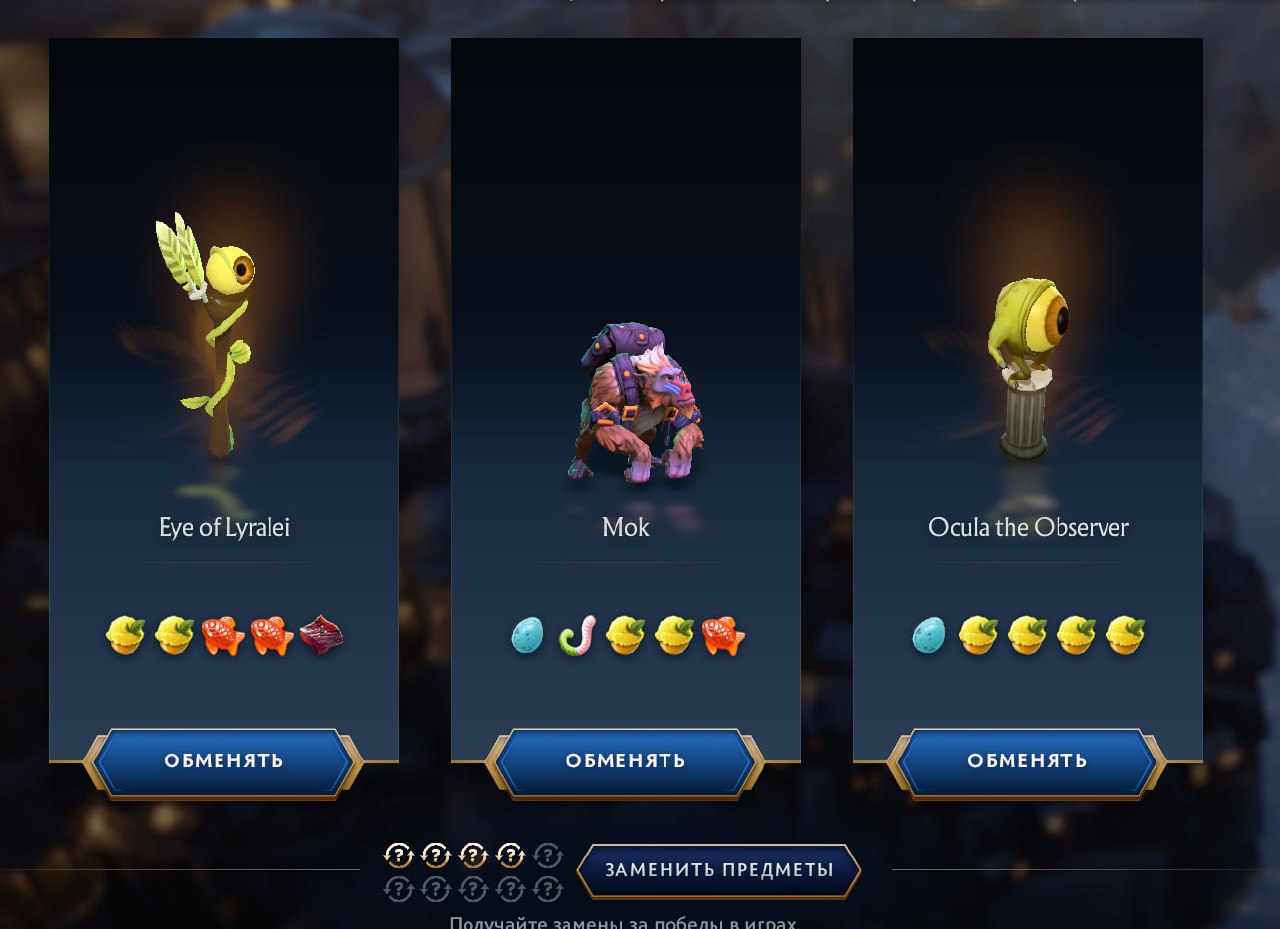 Eye of Lyralei
Mok
Ocula the Observer
ОБМЕНЯТЬ
ОБМЕНЯТЬ
ОБМЕНЯТЬ
ЗАМЕНИТЬ ПРЕДМЕТЫ
Получайте замены за победы в играх.